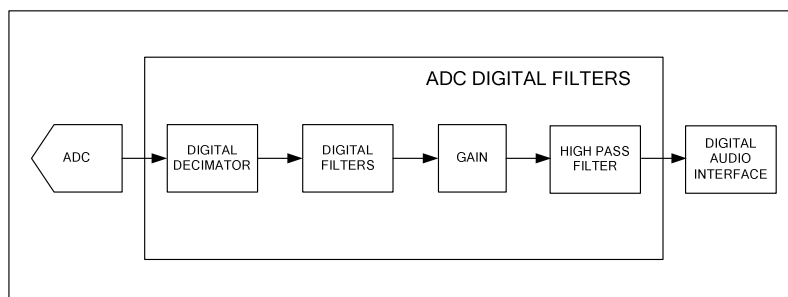 ADC DIGITAL FILTERS
ADC
DIGITAL
DECIMATOR
DIGITAL
FILTERS
GAIN
HIGH PASS
FILTER
DIGITAL
AUDIO
INTERFACE